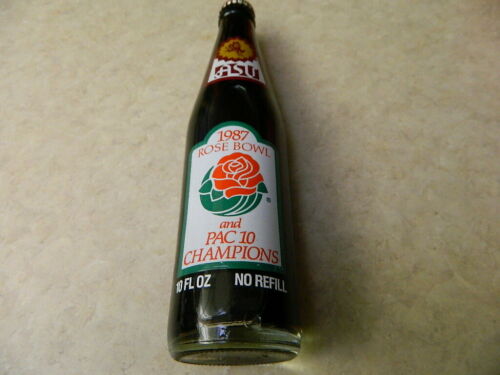 ASU
1987
ROSE BOWL
®
and
PAC 10
CHAMPIONS
10 FL OZ NO REFILL